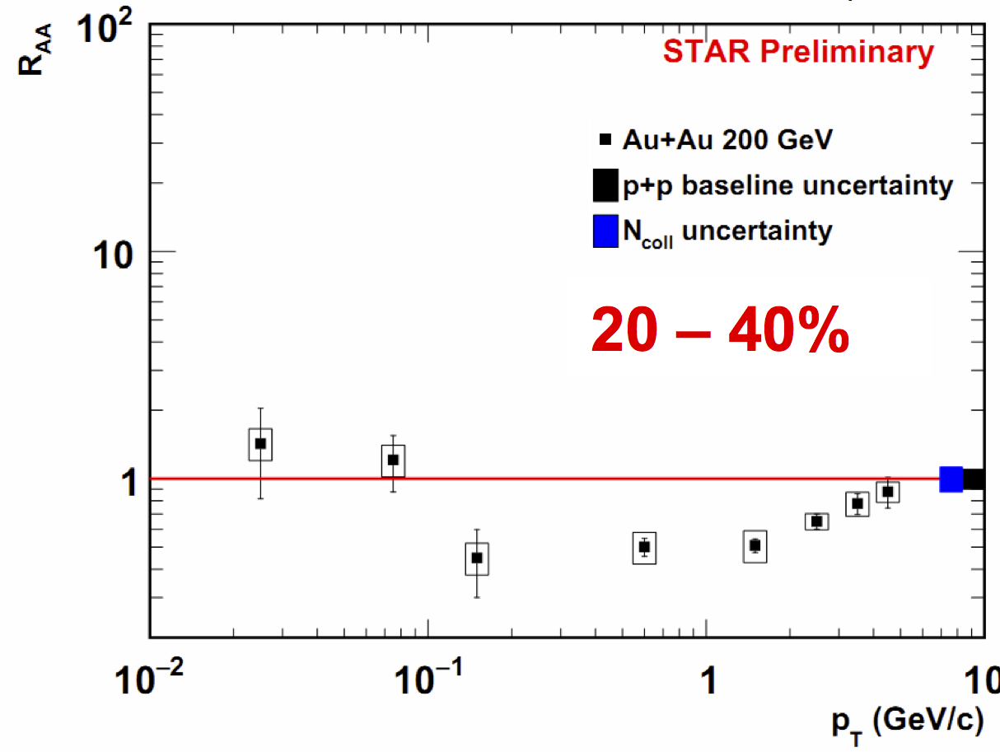 10²
R_AA
STAR Preliminary
Au+Au 200 GeV
p+p baseline uncertainty
N_coll uncertainty
10
20 – 40%
1
10⁻² 10⁻¹ 1 10
p_T (GeV/c)